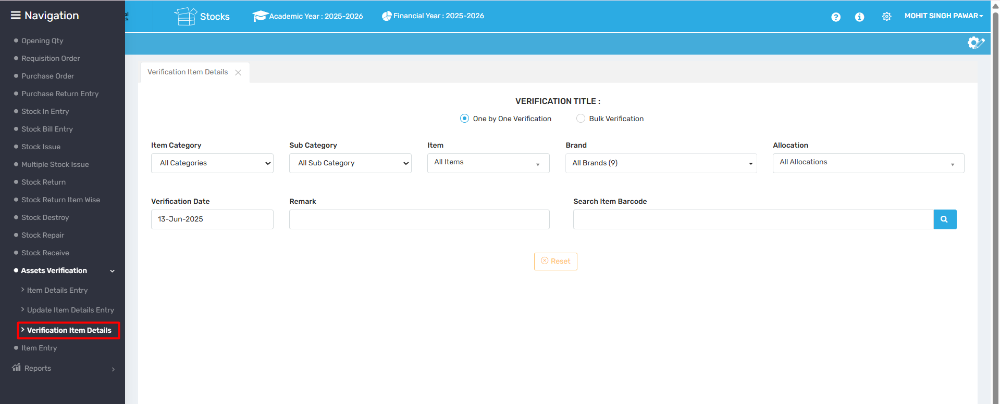 Navigation
Stocks
Academic Year : 2025-2026
Financial Year : 2025-2026
MOHIT SINGH PAWAR
Opening Qty
Requisition Order
Purchase Order
Purchase Return Entry
Stock In Entry
Stock Bill Entry
Stock Issue
Multiple Stock Issue
Stock Return
Stock Return Item Wise
Stock Destroy
Stock Repair
Stock Receive
Assets Verification
Item Details Entry
Update Item Details Entry
Verification Item Details
Item Entry
Reports
Verification Item Details
VERIFICATION TITLE :
One by One Verification Bulk Verification
Item Category Sub Category Item Brand Allocation
All Categories All Sub Category All Items All Brands (9) All Allocations
Verification Date Remark Search Item Barcode
13-Jun-2025
Reset